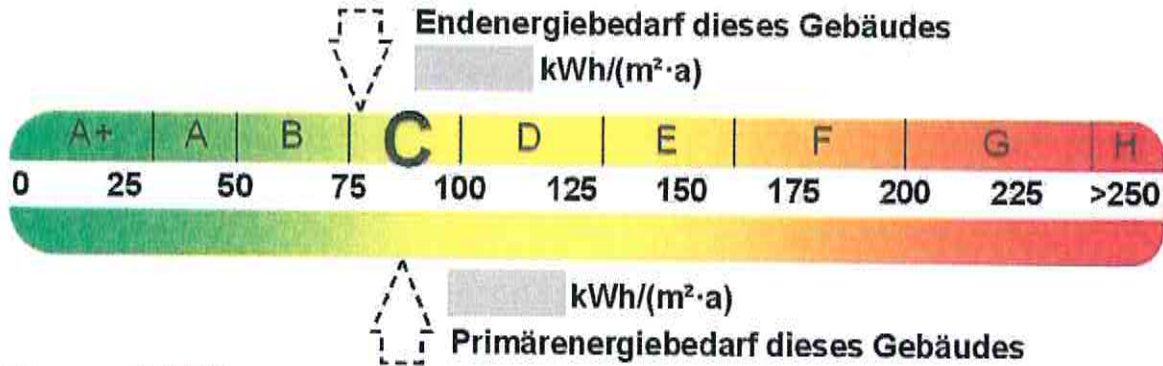 Endenergiebedarf dieses Gebäudes
kWh/(m²·a)
A+ A B C D E F G H
0 25 50 75 100 125 150 175 200 225 >250
kWh/(m²·a)
Primärenergiebedarf dieses Gebäudes